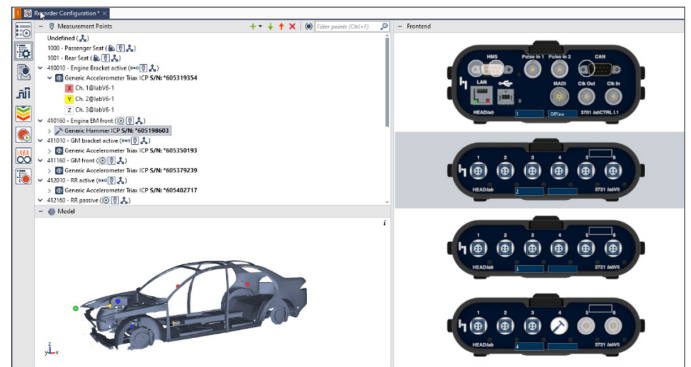 Recorder Configuration* ×
Measurement Points
Filter points (Ctrl+F)
Undefined
1000 - Passenger Seat
1001 - Rear Seat
410010 - Engine Bracket active
Generic Accelerometer Triax ICP S/N: *605319354
X Ch. 1@labV6-1
Y Ch. 2@labV6-1
Z Ch. 3@labV6-1
410160 - Engine EM front
Generic Hammer ICP S/N: *605198603
411010 - GM bracket active
Generic Accelerometer Triax ICP S/N: *605350193
411160 - GM front
Generic Accelerometer Triax ICP S/N: *605379239
412010 - RR active
Generic Accelerometer Triax ICP S/N: *605402717
412160 - RR passive
Model
i
z
y x
Frontend
HMS Pulse in 1 Pulse in 2 CAN
LAN MADI Clk Out Clk In
HEADlab 1 Offline 3701 labCTRL I.1
1 2 3 4 5 6
HEADlab 2 3721 labV6
1 2 3 4 5 6
HEADlab 3 3721 labV6
1 2 3 4 5 6
HEADlab 4 3721 labV6